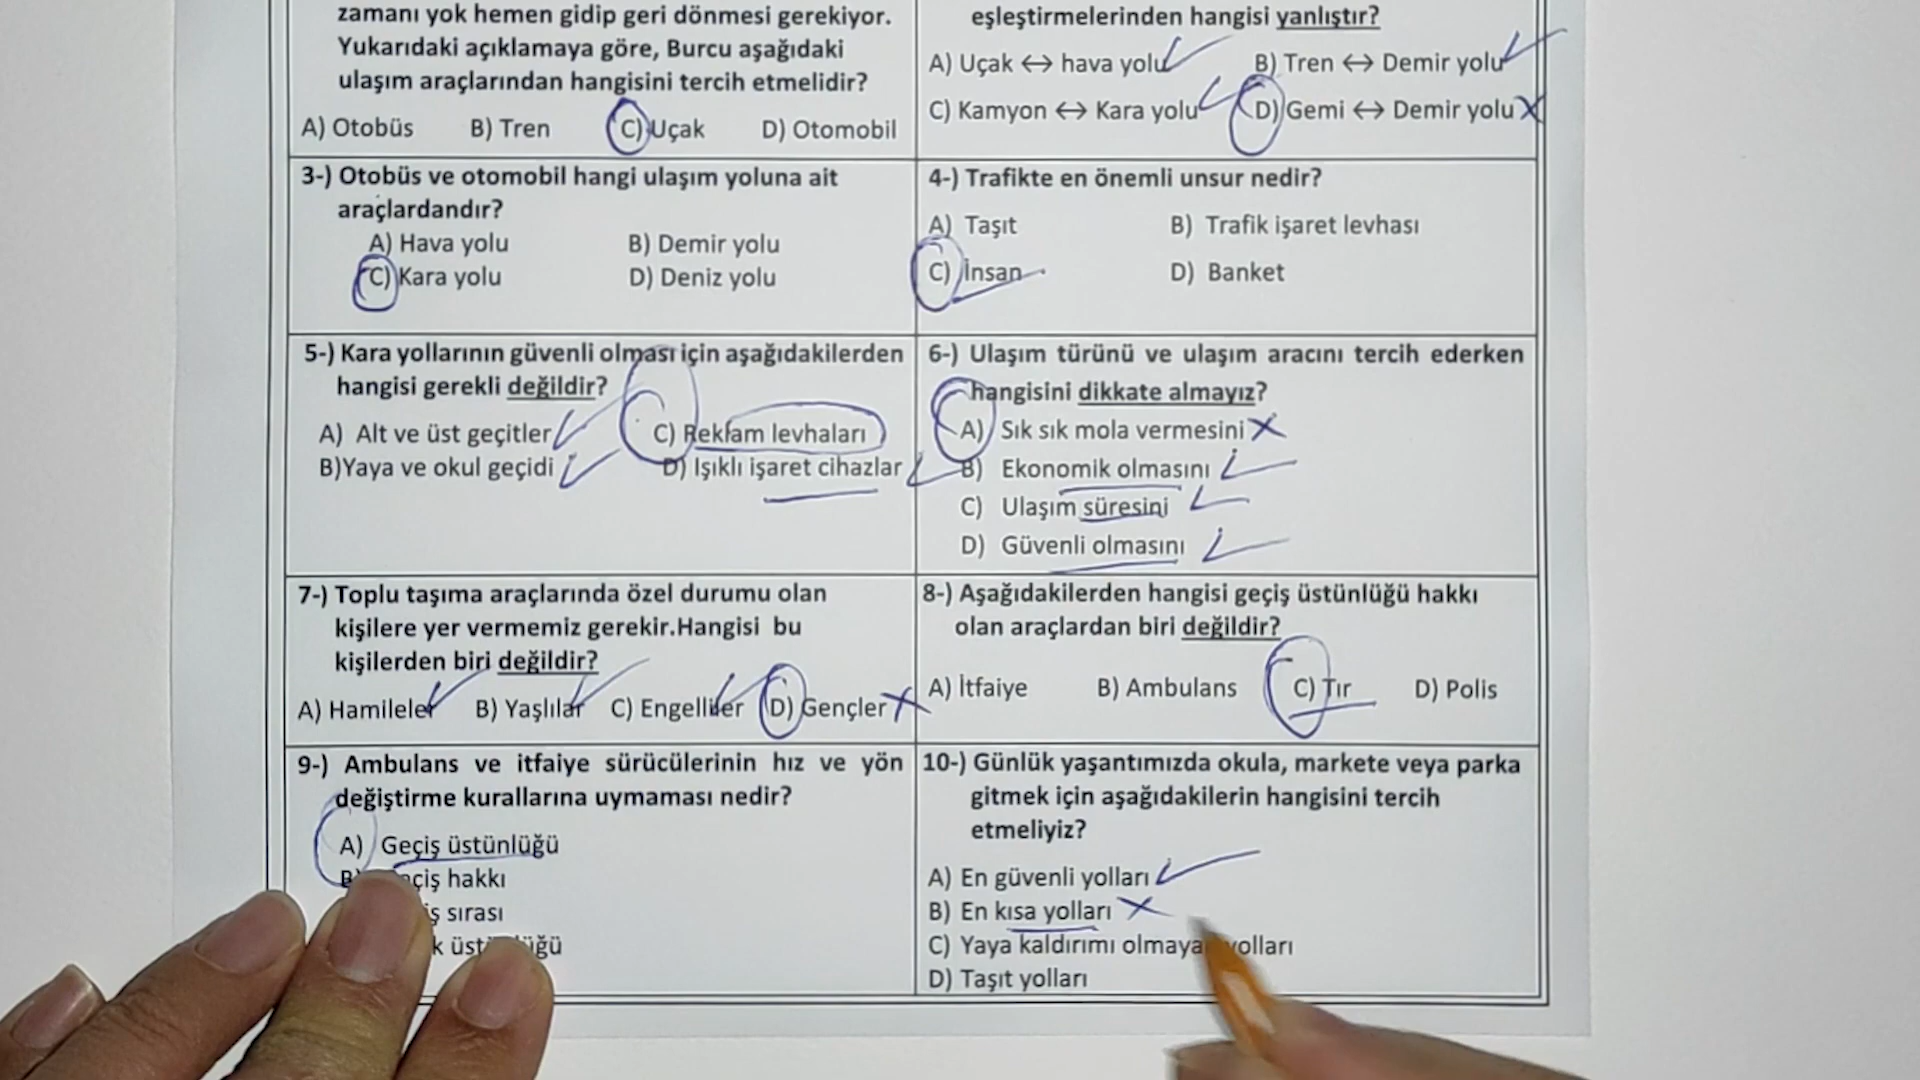 zamanı yok hemen gidip geri dönmesi gerekiyor.
Yukarıdaki açıklamaya göre, Burcu aşağıdaki
ulaşım araçlarından hangisini tercih etmelidir?
A) Otobüs B) Tren C) Uçak D) Otomobil
eşleştirmelerinden hangisi yanlıştır?
A) Uçak ↔ hava yolu B) Tren ↔ Demir yolu
C) Kamyon ↔ Kara yolu D) Gemi ↔ Demir yolu
3-) Otobüs ve otomobil hangi ulaşım yoluna ait
araçlardandır?
A) Hava yolu B) Demir yolu
C) Kara yolu D) Deniz yolu
4-) Trafikte en önemli unsur nedir?
A) Taşıt B) Trafik işaret levhası
C) İnsan D) Banket
5-) Kara yollarının güvenli olması için aşağıdakilerden
hangisi gerekli değildir?
A) Alt ve üst geçitler C) Reklam levhaları
B)Yaya ve okul geçidi D) Işıklı işaret cihazlar
6-) Ulaşım türünü ve ulaşım aracını tercih ederken
hangisini dikkate almayız?
A) Sık sık mola vermesini
B) Ekonomik olmasını
C) Ulaşım süresini
D) Güvenli olmasını
7-) Toplu taşıma araçlarında özel durumu olan
kişilere yer vermemiz gerekir.Hangisi bu
kişilerden biri değildir?
A) Hamileler B) Yaşlılar C) Engelliler D) Gençler
8-) Aşağıdakilerden hangisi geçiş üstünlüğü hakkı
olan araçlardan biri değildir?
A) İtfaiye B) Ambulans C) Tır D) Polis
9-) Ambulans ve itfaiye sürücülerinin hız ve yön
değiştirme kurallarına uymaması nedir?
A) Geçiş üstünlüğü
B) hakkı
sırası
10-) Günlük yaşantımızda okula, markete veya parka
gitmek için aşağıdakilerin hangisini tercih
etmeliyiz?
A) En güvenli yolları
B) En kısa yolları
C) Yaya kaldırımı olmayan yolları
D) Taşıt yolları